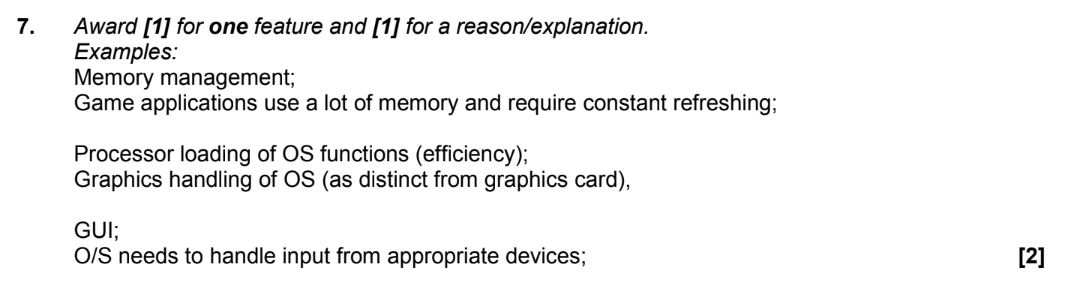 7. Award [1] for one feature and [1] for a reason/explanation.
Examples:
Memory management;
Game applications use a lot of memory and require constant refreshing;
Processor loading of OS functions (efficiency);
Graphics handling of OS (as distinct from graphics card),
GUI;
O/S needs to handle input from appropriate devices; [2]